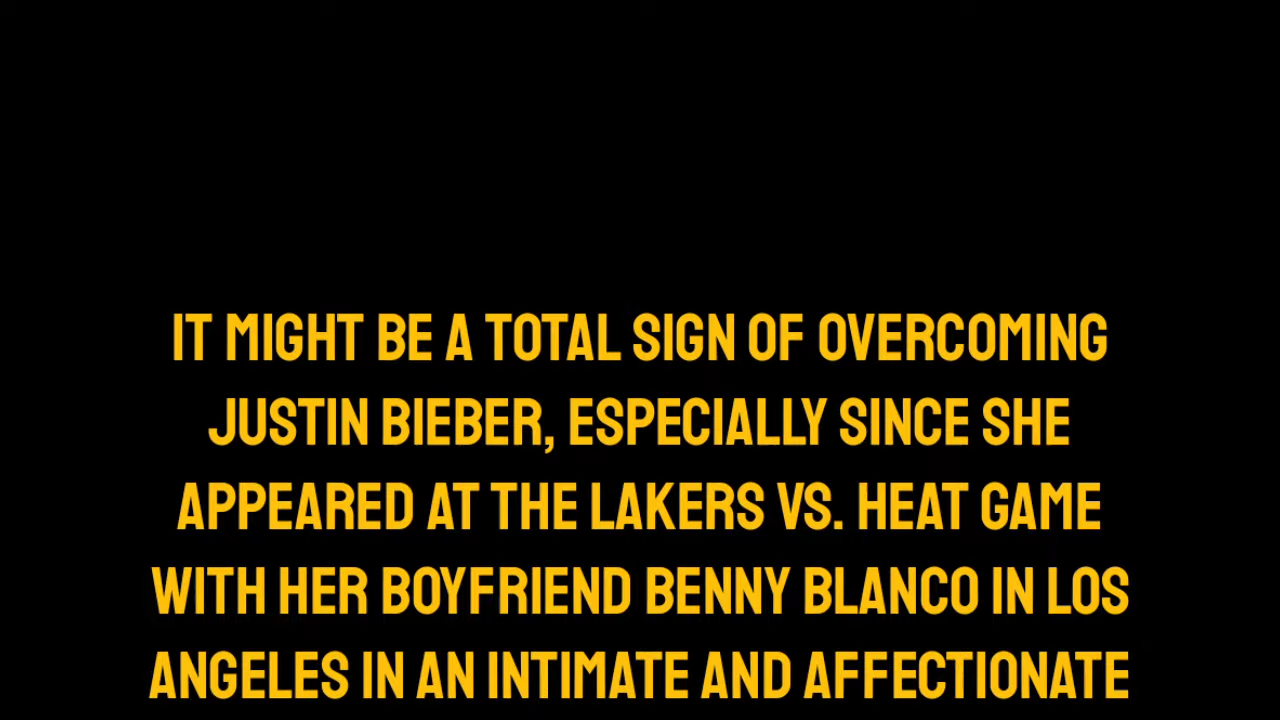 IT MIGHT BE A TOTAL SIGN OF OVERCOMING
JUSTIN BIEBER, ESPECIALLY SINCE SHE
APPEARED AT THE LAKERS VS. HEAT GAME
WITH HER BOYFRIEND BENNY BLANCO IN LOS
ANGELES IN AN INTIMATE AND AFFECTIONATE